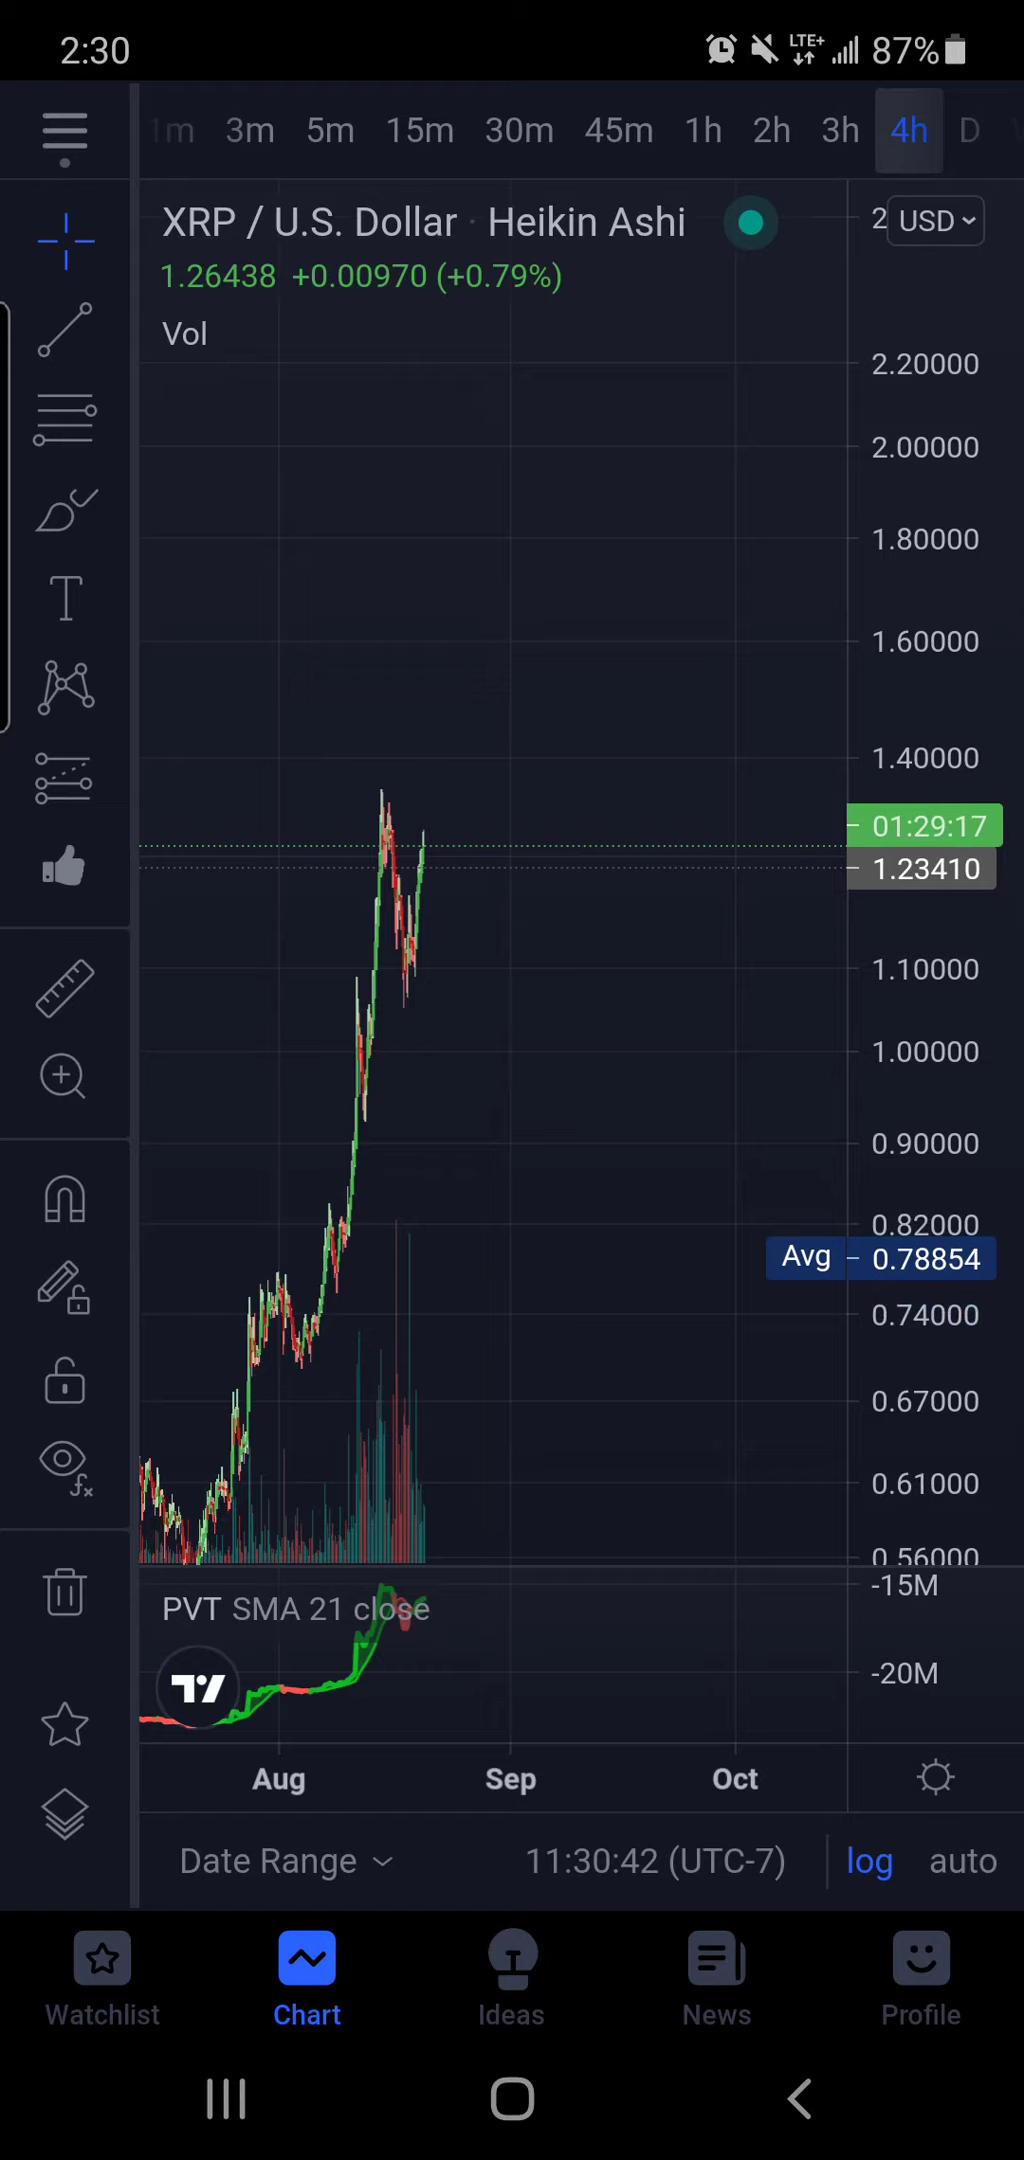 2:30 LTE+ 87%
1m 3m 5m 15m 30m 45m 1h 2h 3h 4h D
XRP / U.S. Dollar · Heikin Ashi
2 USD
1.26438 +0.00970 (+0.79%)
Vol
2.20000
2.00000
1.80000
1.60000
1.40000
01:29:17
1.23410
1.10000
1.00000
0.90000
0.82000
Avg 0.78854
0.74000
0.67000
0.61000
0.56000
-15M
PVT SMA 21 close
-20M
Aug Sep Oct
Date Range 11:30:42 (UTC-7) log auto
Watchlist Chart Ideas News Profile